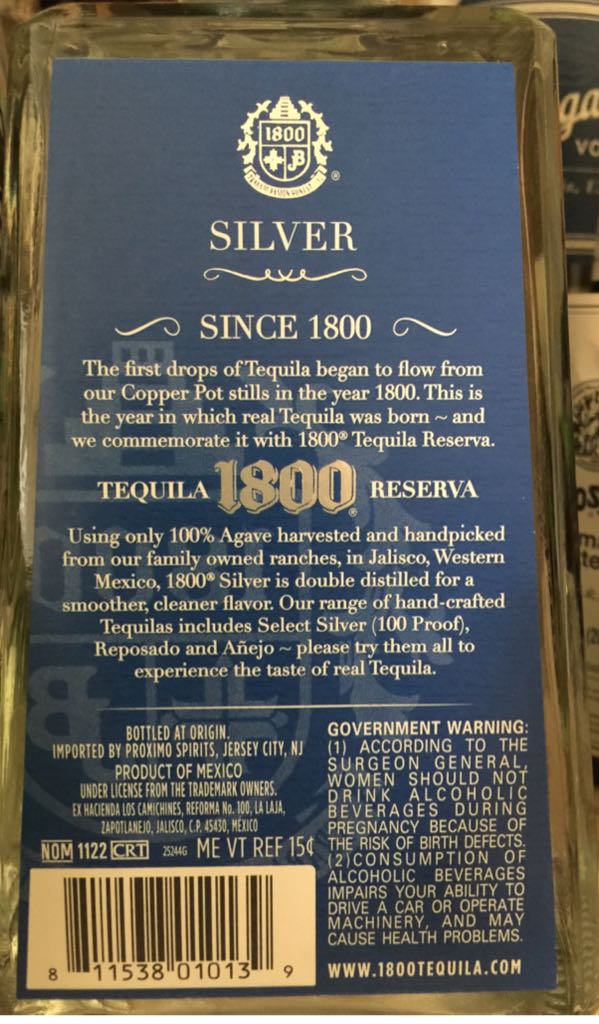 1800
B
®
SILVER
SINCE 1800
The first drops of Tequila began to flow from
our Copper Pot stills in the year 1800. This is
the year in which real Tequila was born ~ and
we commemorate it with 1800® Tequila Reserva.
TEQUILA 1800® RESERVA
Using only 100% Agave harvested and handpicked
from our family owned ranches, in Jalisco, Western
Mexico, 1800® Silver is double distilled for a
smoother, cleaner flavor. Our range of hand-crafted
Tequilas includes Select Silver (100 Proof),
Reposado and Añejo ~ please try them all to
experience the taste of real Tequila.
BOTTLED AT ORIGIN.
IMPORTED BY PROXIMO SPIRITS, JERSEY CITY, NJ
PRODUCT OF MEXICO
UNDER LICENSE FROM THE TRADEMARK OWNERS.
EX HACIENDA LOS CAMICHINES, REFORMA No. 100, LA LAJA,
ZAPOTLANEJO, JALISCO, C.P. 45430, MEXICO
NOM 1122 CRT 25244G ME VT REF 15¢
8 11538 01013 9
GOVERNMENT WARNING:
(1) ACCORDING TO THE
SURGEON GENERAL,
WOMEN SHOULD NOT
DRINK ALCOHOLIC
BEVERAGES DURING
PREGNANCY BECAUSE OF
THE RISK OF BIRTH DEFECTS.
(2)CONSUMPTION OF
ALCOHOLIC BEVERAGES
IMPAIRS YOUR ABILITY TO
DRIVE A CAR OR OPERATE
MACHINERY, AND MAY
CAUSE HEALTH PROBLEMS.
WWW.1800TEQUILA.COM